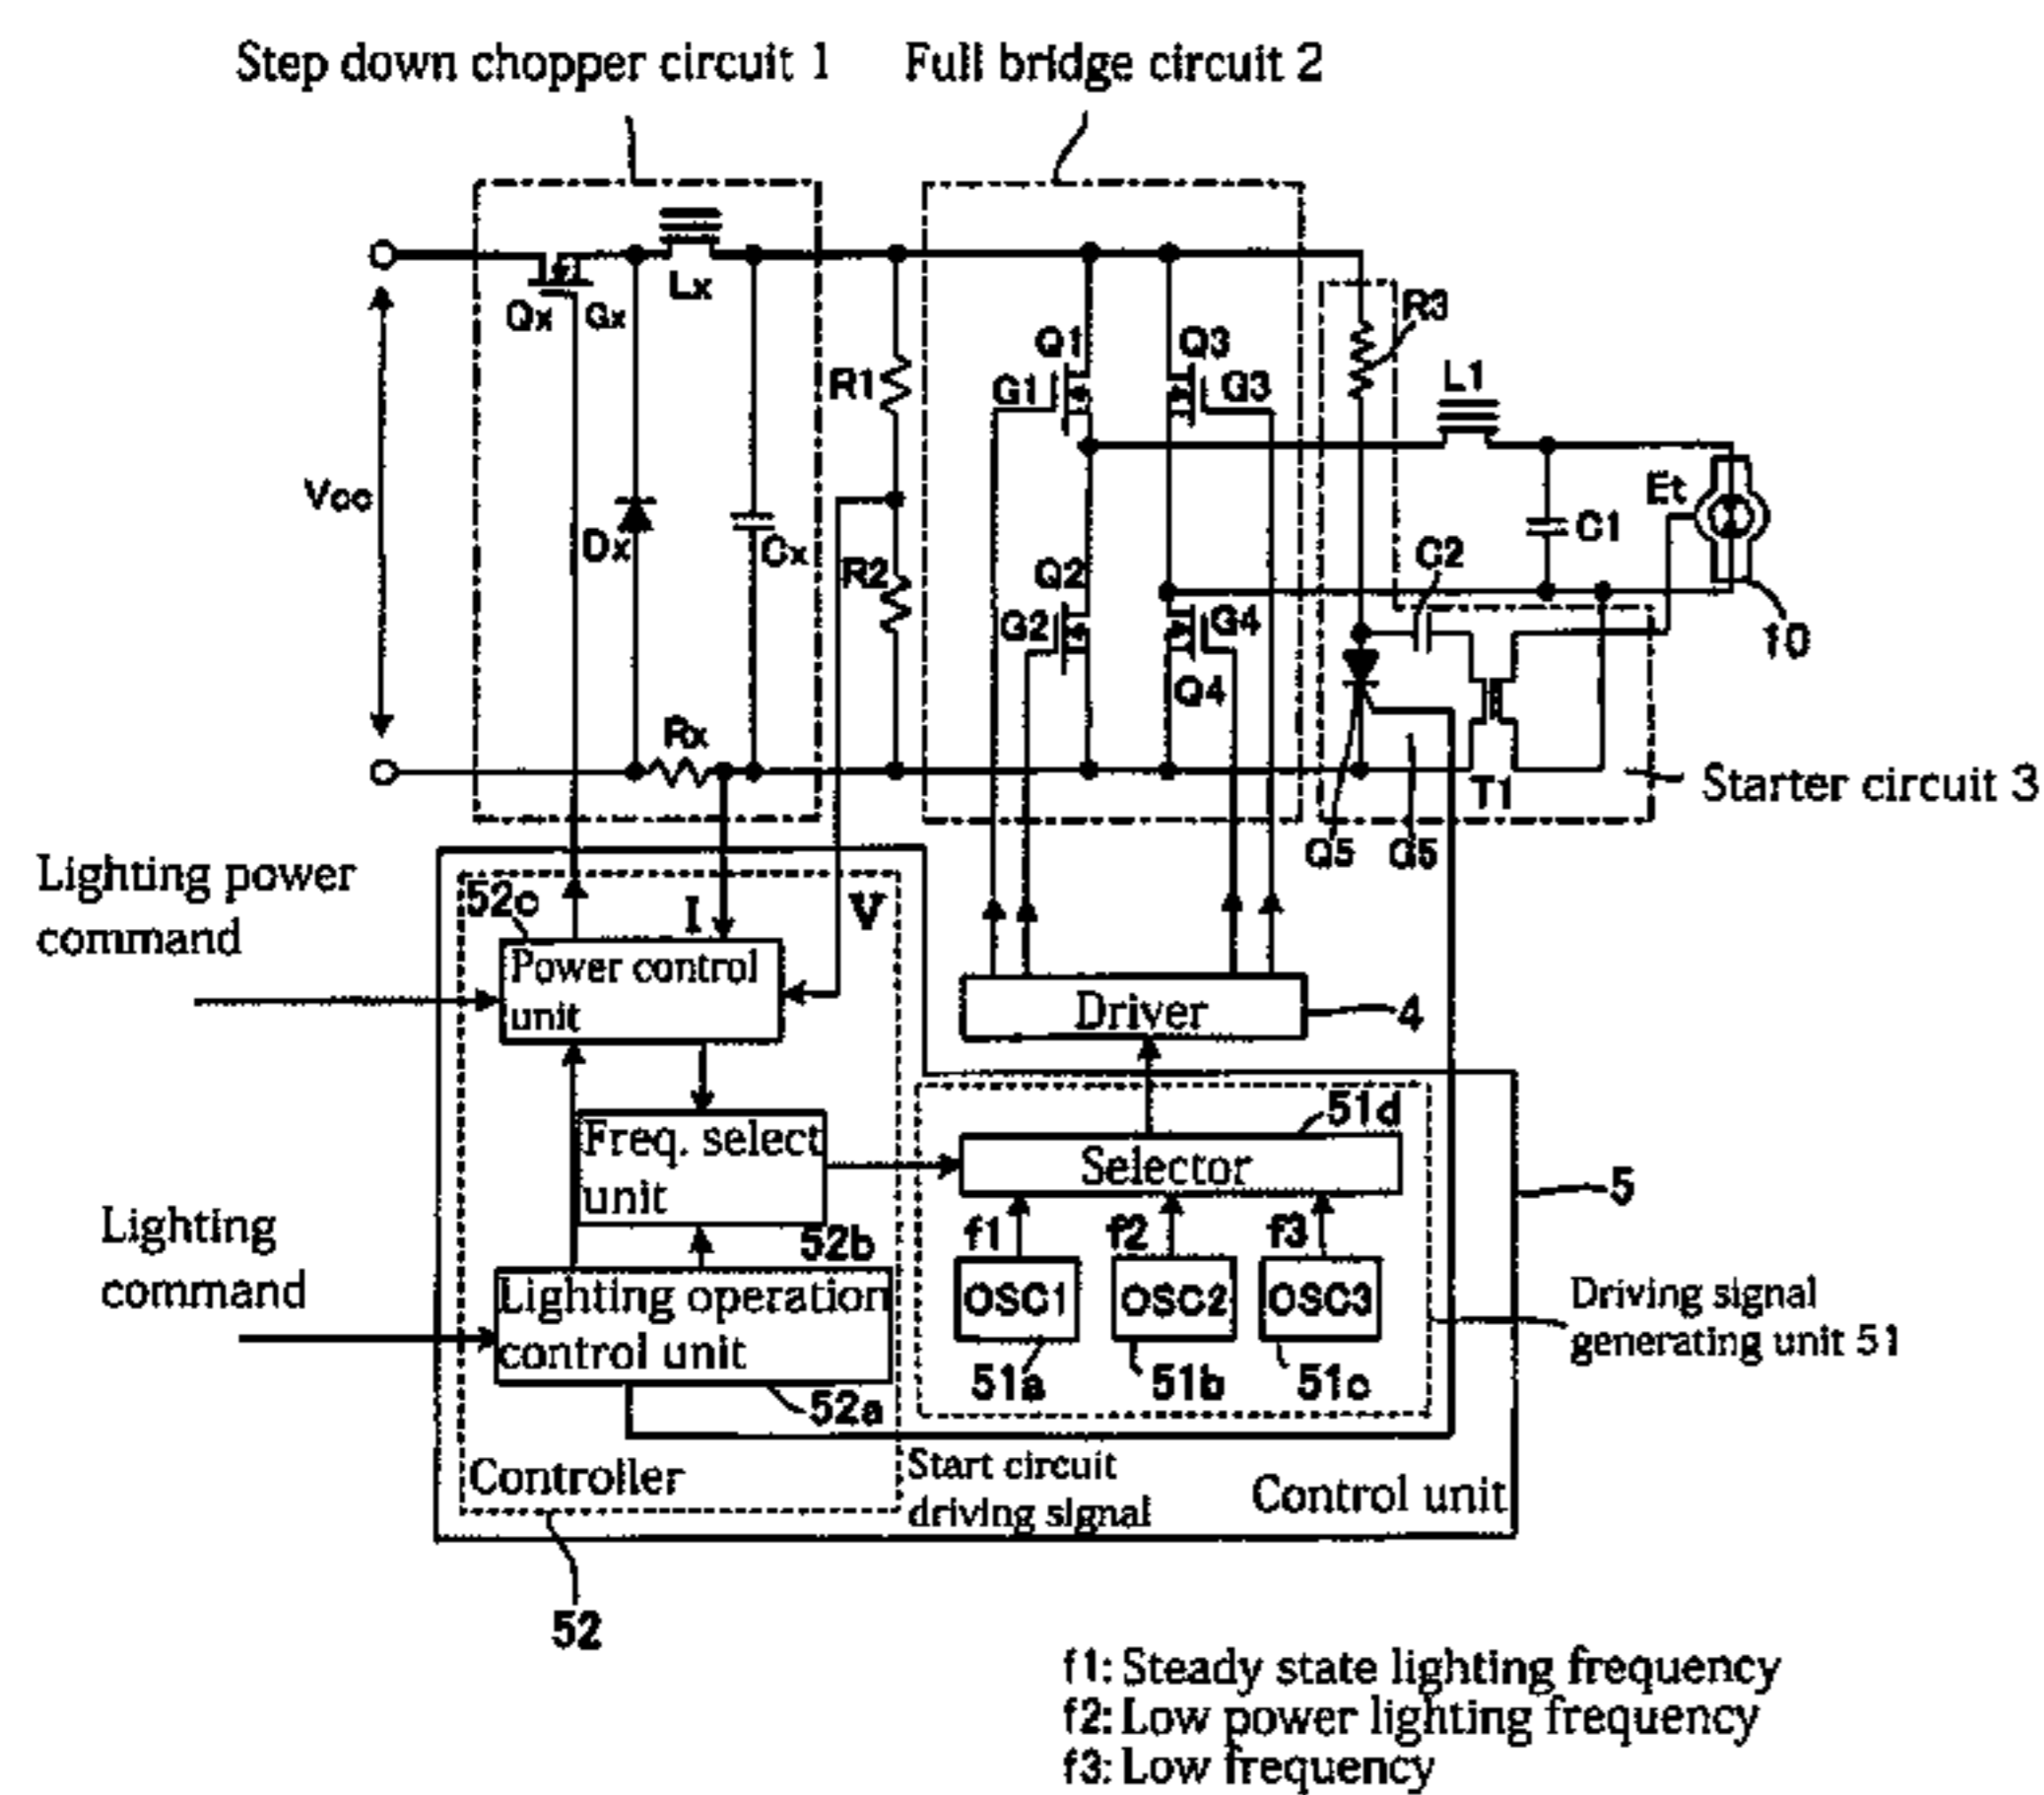 Step down chopper circuit 1
Full bridge circuit 2
Lx
Qx
Gx
R3
Q1
Q3
R1
G1
G3
L1
Vcc
Et
Dx
Cx
C1
R2
Q2
C2
G2
G4
10
Q4
Rx
T1
Starter circuit 3
Q5
G5
Lighting power
command
52c
I
V
Power control
unit
Driver
4
51d
Freq. select
unit
Selector
5
52b
f1
f2
f3
Lighting
command
Lighting operation
control unit
OSC1
OSC2
OSC3
Driving signal
generating unit 51
51a
51b
51c
52a
Controller
Start circuit
driving signal
Control unit
52
f1: Steady state lighting frequency
f2: Low power lighting frequency
f3: Low frequency